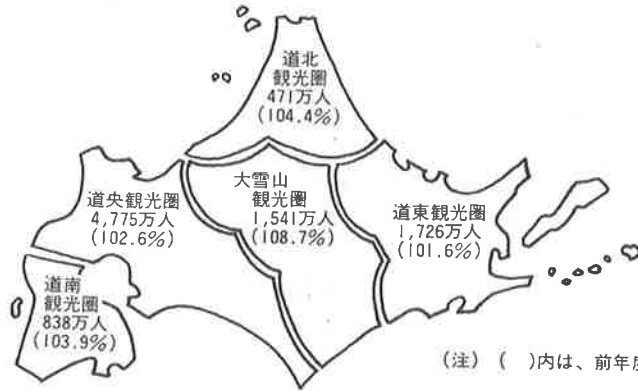 道北
観光圏
471万人
(104.4%)
道央観光圏
4,775万人
(102.6%)
大雪山
観光圏
1,541万人
(108.7%)
道東観光圏
1,726万人
(101.6%)
道南
観光圏
838万人
(103.9%)
(注) ( )内は、前年